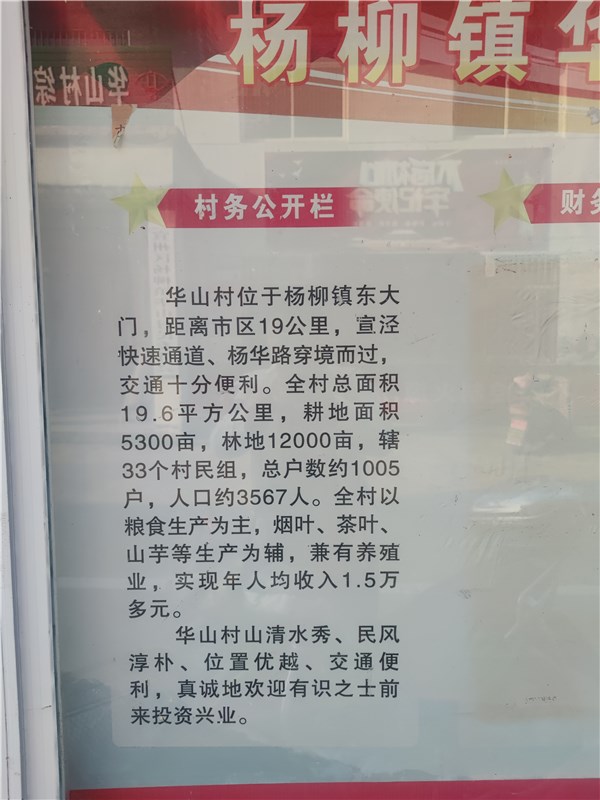 杨柳镇华
华山村综
村务公开栏
财务
华山村位于杨柳镇东大
门，距离市区19公里，宣泾
快速通道、杨华路穿境而过，
交通十分便利。全村总面积
19.6平方公里，耕地面积
5300亩，林地12000亩，辖
33个村民组，总户数约1005
户，人口约3567人。全村以
粮食生产为主，烟叶、茶叶、
山芋等生产为辅，兼有养殖
业，实现年人均收入1.5万
多元。
华山村山清水秀、民风
淳朴、位置优越、交通便
利，真诚地欢迎有识之士前
来投资兴业。